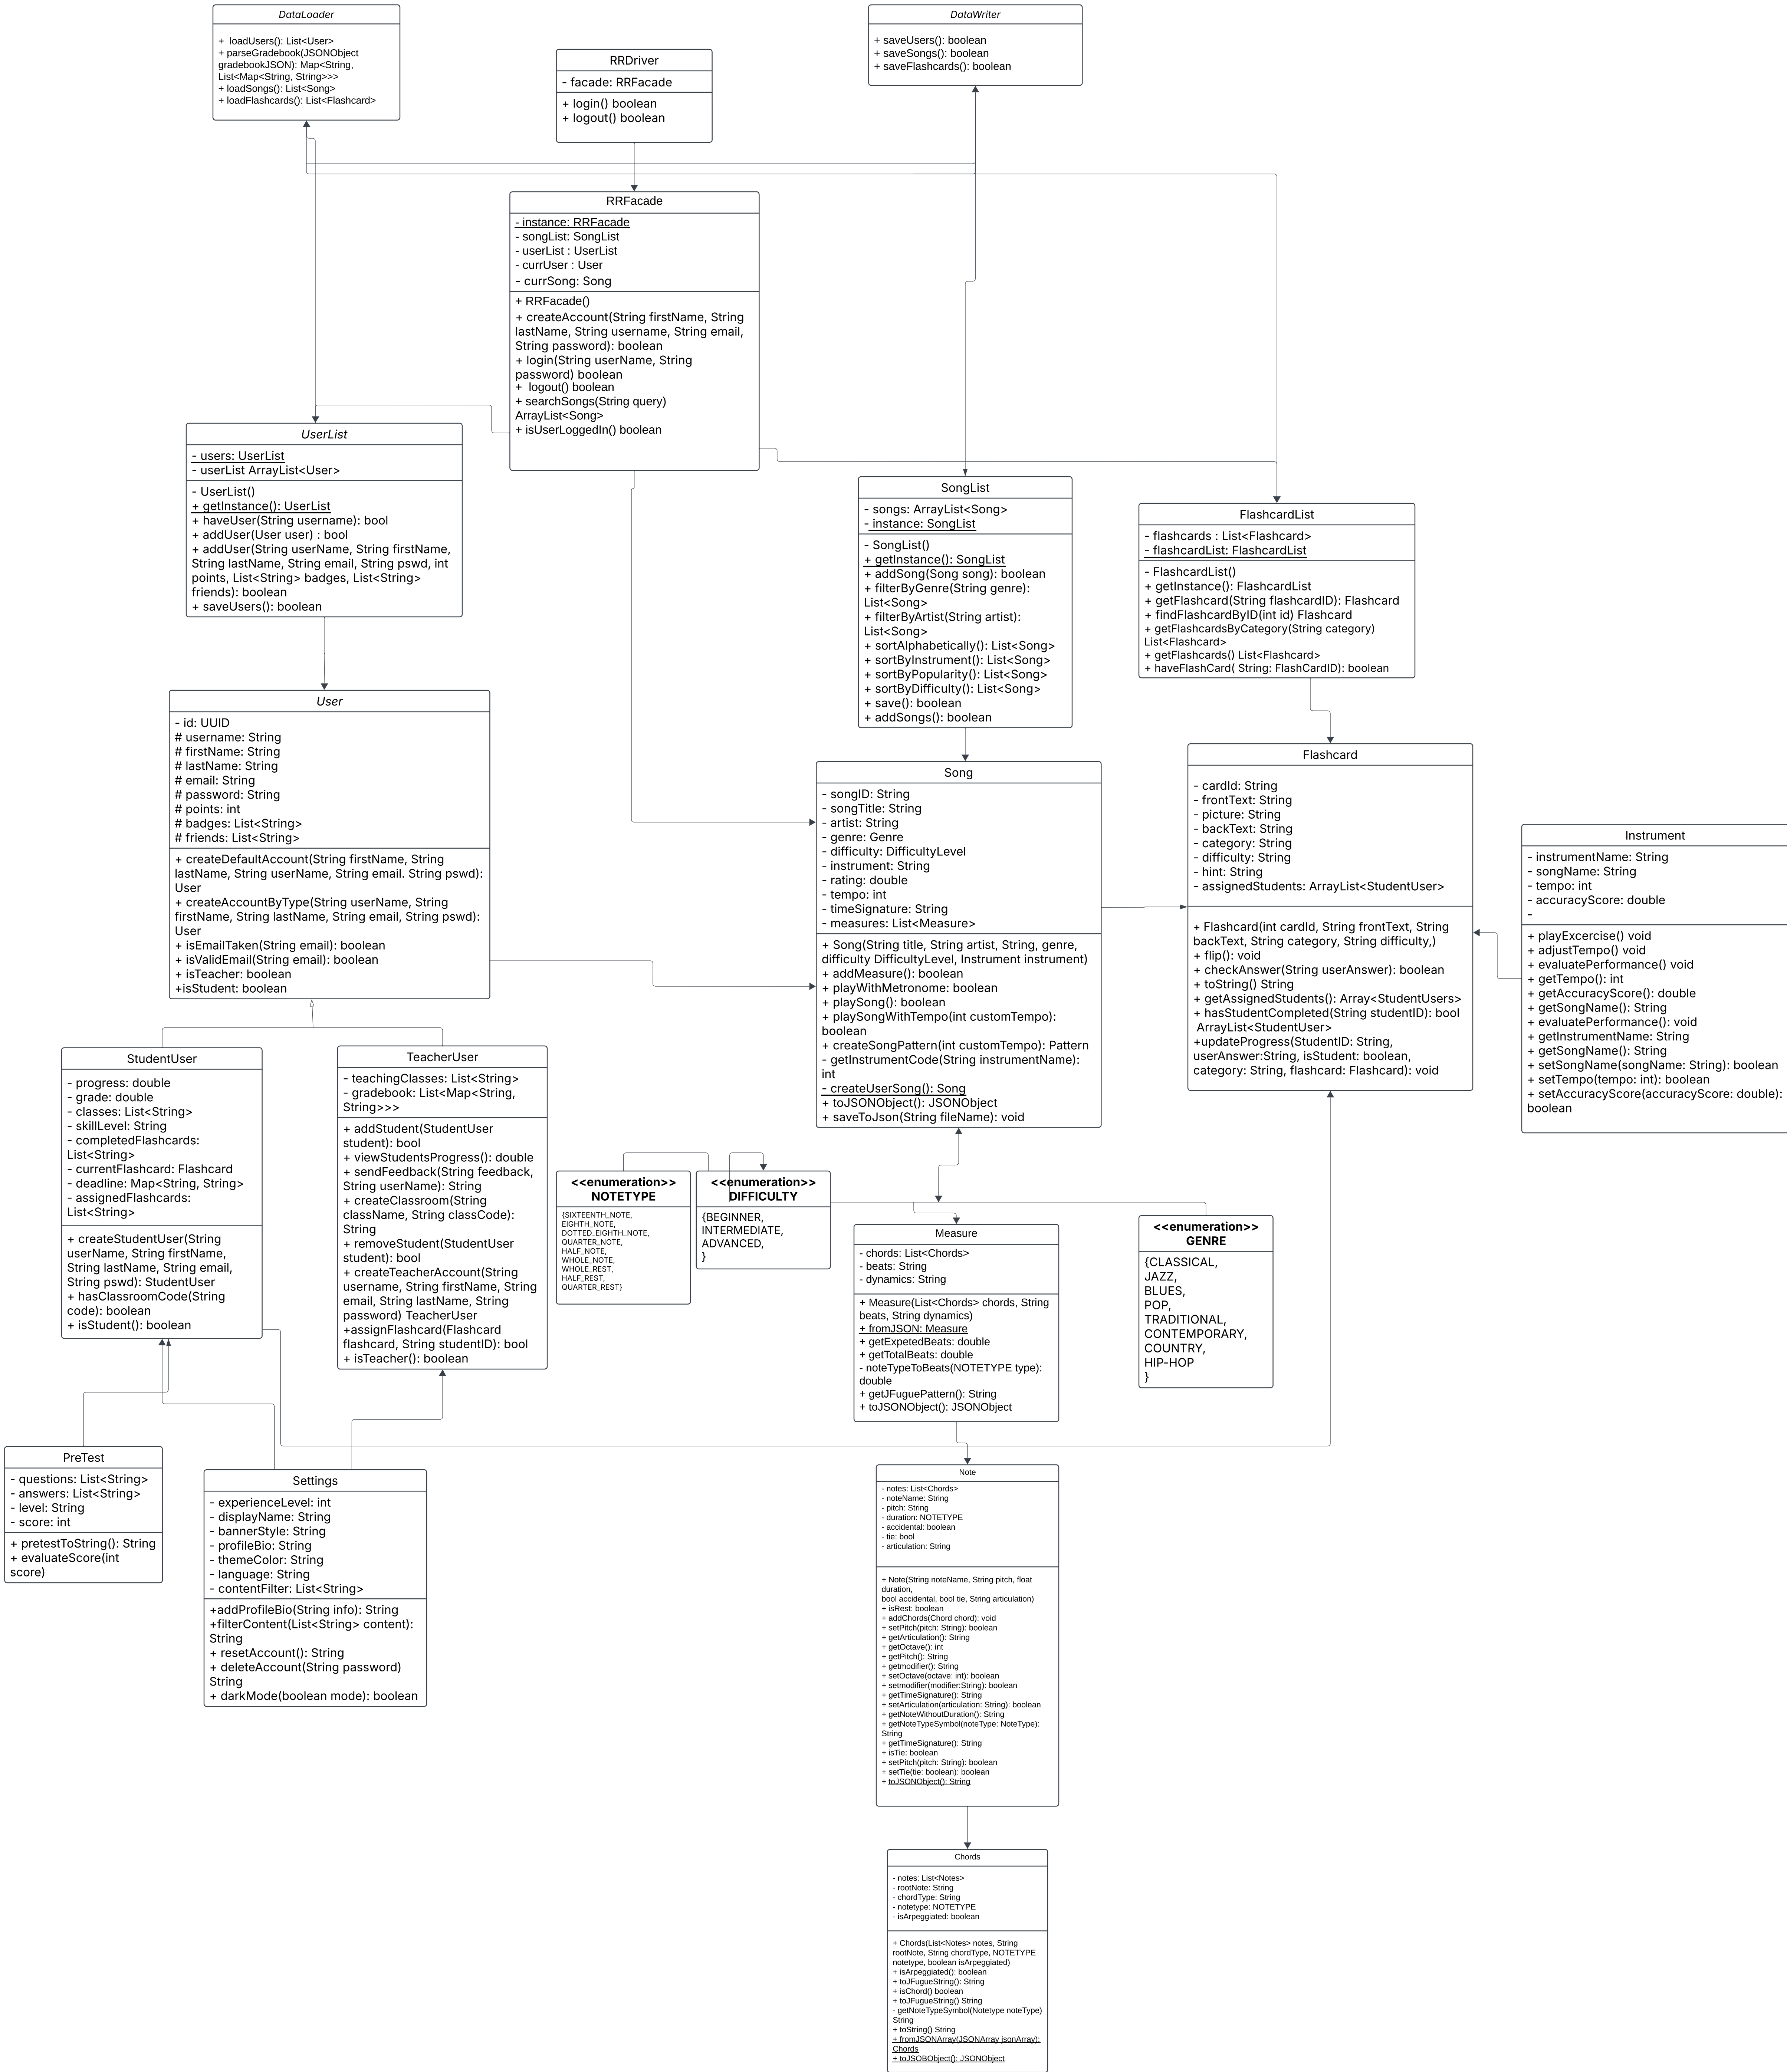 DataLoader
+  loadUsers(): List<User>
+ parseGradebook(JSONObject
gradebookJSON): Map<String,
List<Map<String, String>>>
+ loadSongs(): List<Song>
+ loadFlashcards(): List<Flashcard>
DataWriter
+ saveUsers(): boolean
+ saveSongs(): boolean
+ saveFlashcards(): boolean
RRDriver
- facade: RRFacade
+ login() boolean
+ logout() boolean
RRFacade
- instance: RRFacade
- songList: SongList
- userList : UserList
- currUser : User
- currSong: Song
+ RRFacade()
+ createAccount(String firstName, String
lastName, String username, String email,
String password): boolean
+ login(String userName, String
password) boolean
+  logout() boolean
+ searchSongs(String query)
ArrayList<Song>
+ isUserLoggedIn() boolean
UserList
- users: UserList
- userList ArrayList<User>
- UserList()
+ getInstance(): UserList
+ haveUser(String username): bool
+ addUser(User user) : bool
+ addUser(String userName, String firstName,
String lastName, String email, String pswd, int
points, List<String> badges, List<String>
friends): boolean
+ saveUsers(): boolean
SongList
- songs: ArrayList<Song>
- instance: SongList
- SongList()
+ getInstance(): SongList
+ addSong(Song song): boolean
+ filterByGenre(String genre):
List<Song>
+ filterByArtist(String artist):
List<Song>
+ sortAlphabetically(): List<Song>
+ sortByInstrument(): List<Song>
+ sortByPopularity(): List<Song>
+ sortByDifficulty(): List<Song>
+ save(): boolean
+ addSongs(): boolean
FlashcardList
- flashcards : List<Flashcard>
- flashcardList: FlashcardList
- FlashcardList()
+ getInstance(): FlashcardList
+ getFlashcard(String flashcardID): Flashcard
+ findFlashcardByID(int id) Flashcard
+ getFlashcardsByCategory(String category)
List<Flashcard>
+ getFlashcards() List<Flashcard>
+ haveFlashCard( String: FlashCardID): boolean
User
- id: UUID
# username: String
# firstName: String
# lastName: String
# email: String
# password: String
# points: int
# badges: List<String>
# friends: List<String>
+ createDefaultAccount(String firstName, String
lastName, String userName, String email. String pswd):
User
+ createAccountByType(String userName, String
firstName, String lastName, String email, String pswd):
User
+ isEmailTaken(String email): boolean
+ isValidEmail(String email): boolean
+ isTeacher: boolean
+isStudent: boolean
Song
- songID: String
- songTitle: String
- artist: String
- genre: Genre
- difficulty: DifficultyLevel
- instrument: String
- rating: double
- tempo: int
- timeSignature: String
- measures: List<Measure>
+ Song(String title, String artist, String, genre,
difficulty DifficultyLevel, Instrument instrument)
+ addMeasure(): boolean
+ playWithMetronome: boolean
+ playSong(): boolean
+ playSongWithTempo(int customTempo):
boolean
+ createSongPattern(int customTempo): Pattern
- getInstrumentCode(String instrumentName):
int
- createUserSong(): Song
+ toJSONObject(): JSONObject
+ saveToJson(String fileName): void
Flashcard
- cardId: String
- frontText: String
- picture: String
- backText: String
- category: String
- difficulty: String
- hint: String
- assignedStudents: ArrayList<StudentUser>
+ Flashcard(int cardId, String frontText, String
backText, String category, String difficulty,)
+ flip(): void
+ checkAnswer(String userAnswer): boolean
+ toString() String
+ getAssignedStudents(): Array<StudentUsers>
+ hasStudentCompleted(String studentID): bool
ArrayList<StudentUser>
+updateProgress(StudentID: String,
userAnswer:String, isStudent: boolean,
category: String, flashcard: Flashcard): void
Instrument
- instrumentName: String
- songName: String
- tempo: int
- accuracyScore: double
-
+ playExcercise() void
+ adjustTempo() void
+ evaluatePerformance() void
+ getTempo(): int
+ getAccuracyScore(): double
+ getSongName(): String
+ evaluatePerformance(): void
+ getInstrumentName: String
+ getSongName(): String
+ setSongName(songName: String): boolean
+ setTempo(tempo: int): boolean
+ setAccuracyScore(accuracyScore: double):
boolean
StudentUser
- progress: double
- grade: double
- classes: List<String>
- skillLevel: String
- completedFlashcards:
List<String>
- currentFlashcard: Flashcard
- deadline: Map<String, String>
- assignedFlashcards:
List<String>
+ createStudentUser(String
userName, String firstName,
String lastName, String email,
String pswd): StudentUser
+ hasClassroomCode(String
code): boolean
+ isStudent(): boolean
TeacherUser
- teachingClasses: List<String>
- gradebook: List<Map<String,
String>>>
+ addStudent(StudentUser
student): bool
+ viewStudentsProgress(): double
+ sendFeedback(String feedback,
String userName): String
+ createClassroom(String
className, String classCode):
String
+ removeStudent(StudentUser
student): bool
+ createTeacherAccount(String
username, String firstName, String
email, String lastName, String
password) TeacherUser
+assignFlashcard(Flashcard
flashcard, String studentID): bool
+ isTeacher(): boolean
<<enumeration>>
NOTETYPE
{SIXTEENTH_NOTE,
EIGHTH_NOTE,
DOTTED_EIGHTH_NOTE,
QUARTER_NOTE,
HALF_NOTE,
WHOLE_NOTE,
WHOLE_REST,
HALF_REST,
QUARTER_REST}
<<enumeration>>
DIFFICULTY
{BEGINNER,
INTERMEDIATE,
ADVANCED,
}
Measure
- chords: List<Chords>
- beats: String
- dynamics: String
+ Measure(List<Chords> chords, String
beats, String dynamics)
+ fromJSON: Measure
+ getExpetedBeats: double
+ getTotalBeats: double
- noteTypeToBeats(NOTETYPE type):
double
+ getJFuguePattern(): String
+ toJSONObject(): JSONObject
<<enumeration>>
GENRE
{CLASSICAL,
JAZZ,
BLUES,
POP,
TRADITIONAL,
CONTEMPORARY,
COUNTRY,
HIP-HOP
}
PreTest
- questions: List<String>
- answers: List<String>
- level: String
- score: int
+ pretestToString(): String
+ evaluateScore(int
score)
Settings
- experienceLevel: int
- displayName: String
- bannerStyle: String
- profileBio: String
- themeColor: String
- language: String
- contentFilter: List<String>
+addProfileBio(String info): String
+filterContent(List<String> content):
String
+ resetAccount(): String
+ deleteAccount(String password)
String
+ darkMode(boolean mode): boolean
Note
- notes: List<Chords>
- noteName: String
- pitch: String
- duration: NOTETYPE
- accidental: boolean
- tie: bool
- articulation: String
+ Note(String noteName, String pitch, float
duration,
bool accidental, bool tie, String articulation)
+ isRest: boolean
+ addChords(Chord chord): void
+ setPitch(pitch: String): boolean
+ getArticulation(): String
+ getOctave(): int
+ getPitch(): String
+ getmodifier(): String
+ setOctave(octave: int): boolean
+ setmodifier(modifier:String): boolean
+ getTimeSignature(): String
+ setArticulation(articulation: String): boolean
+ getNoteWithoutDuration(): String
+ getNoteTypeSymbol(noteType: NoteType):
String
+ getTimeSignature(): String
+ isTie: boolean
+ setPitch(pitch: String): boolean
+ setTie(tie: boolean): boolean
+ toJSONObject(): String
Chords
- notes: List<Notes>
- rootNote: String
- chordType: String
- notetype: NOTETYPE
- isArpeggiated: boolean
+ Chords(List<Notes> notes, String
rootNote, String chordType, NOTETYPE
notetype, boolean isArpeggiated)
+ isArpeggiated(): boolean
+ toJFugueString(): String
+ isChord() boolean
+ toJFugueString() String
- getNoteTypeSymbol(Notetype noteType)
String
+ toString() String
+ fromJSONArray(JSONArray jsonArray):
Chords
+ toJSOBObject(): JSONObject